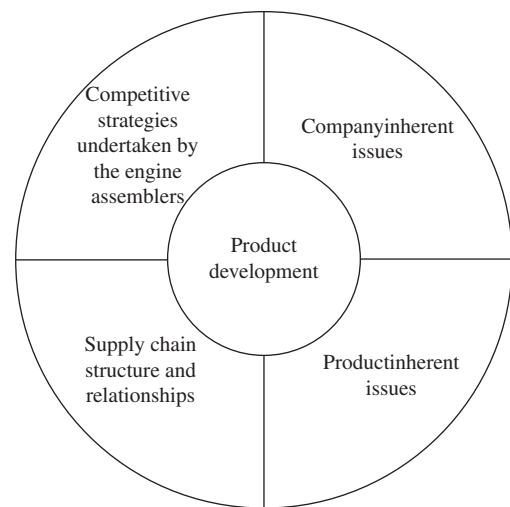 Competitive
strategies
undertaken by
the engine
assemblers
Companyinherent
issues
Product
development
Supply chain
structure and
relationships
Productinherent
issues